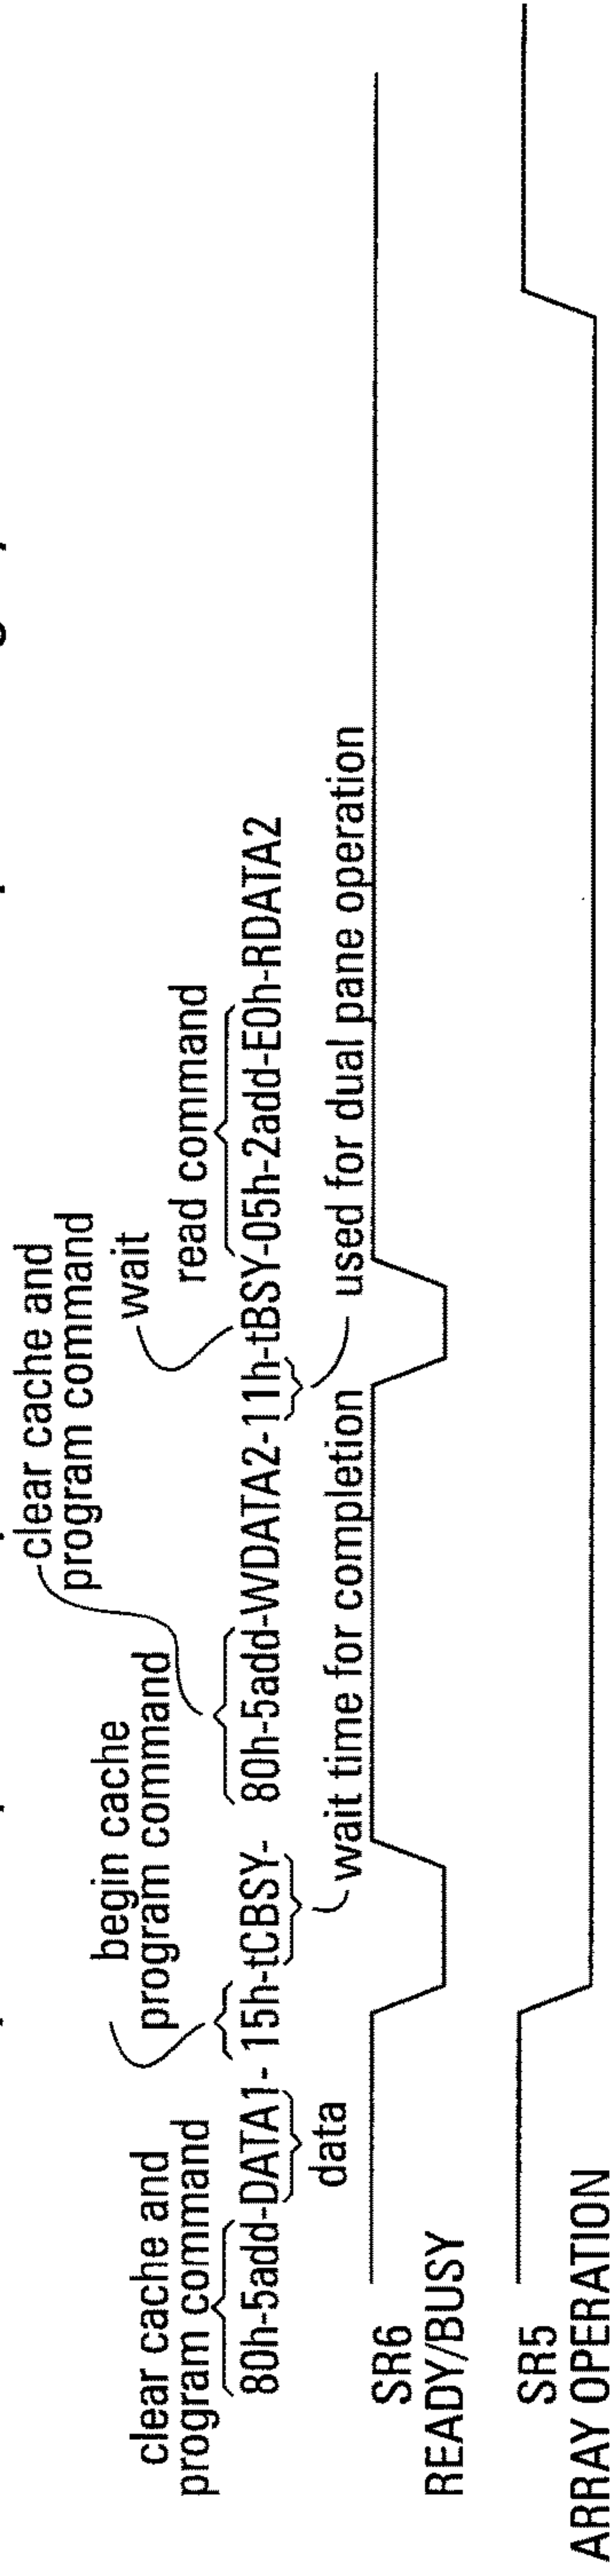 clear cache and
program command
80h-5add-DATA1-
data
begin cache
program command
15h-tCBSY-
wait time for completion
clear cache and
program command
80h-5add-WDATA2-11h-tBSY-05h-2add-E0h-RDATA2
wait
read command
used for dual pane operation
SR6
READY/BUSY
SR5
ARRAY OPERATION